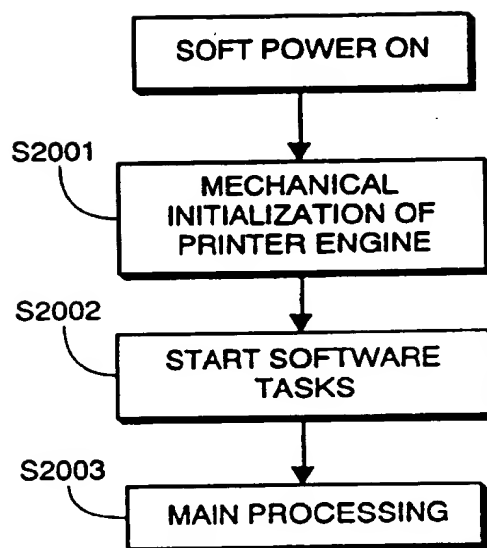 SOFT POWER ON
S2001
MECHANICAL
INITIALIZATION OF
PRINTER ENGINE
S2002
START SOFTWARE
TASKS
S2003
MAIN PROCESSING